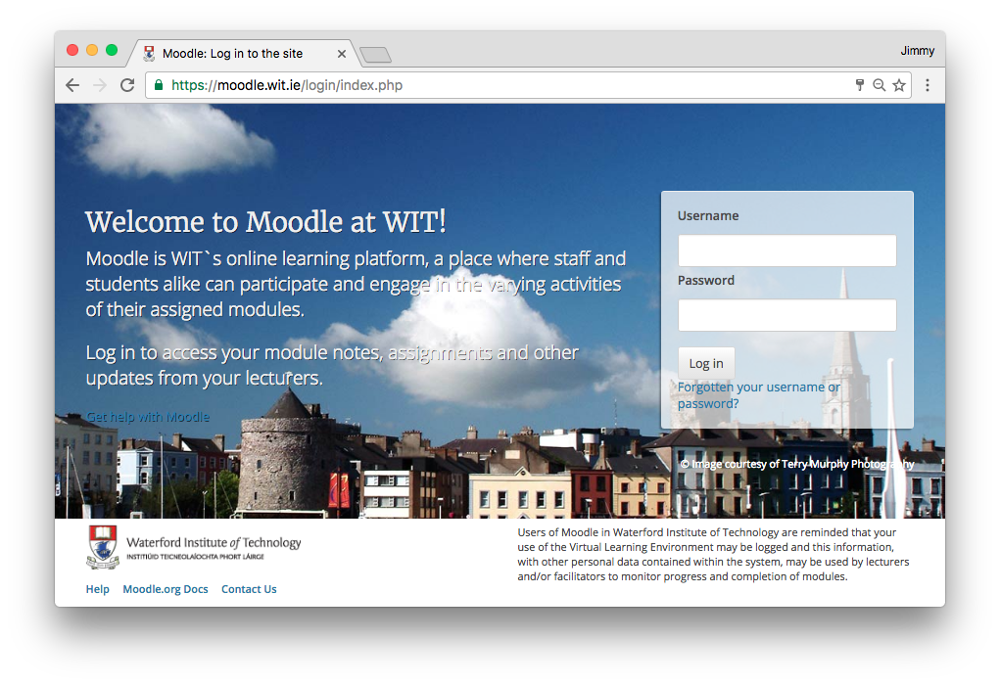 Moodle: Log in to the site
Jimmy
https://moodle.wit.ie/login/index.php
Welcome to Moodle at WIT!
Moodle is WIT`s online learning platform, a place where staff and
students alike can participate and engage in the varying activities
of their assigned modules.
Log in to access your module notes, assignments and other
updates from your lecturers.
Get help with Moodle
Username
Password
Log in
Forgotten your username or
password?
© Image courtesy of Terry Murphy Photography
Waterford Institute of Technology
INSTITIÚID TEICNEOLAÍOCHTA PHORT LÁIRGE
Help Moodle.org Docs Contact Us
Users of Moodle in Waterford Institute of Technology are reminded that your
use of the Virtual Learning Environment may be logged and this information,
with other personal data contained within the system, may be used by lecturers
and/or facilitators to monitor progress and completion of modules.